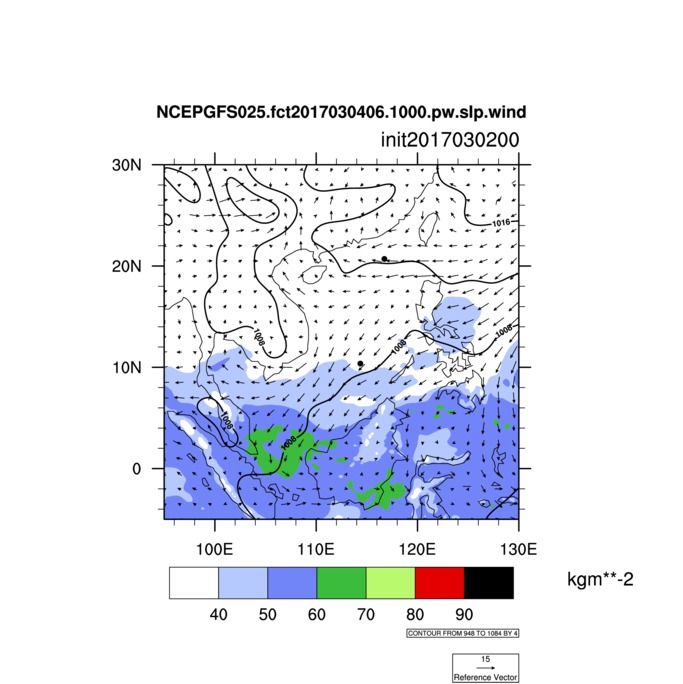 NCEPGFS025.fct2017030406.1000.pw.slp.wind
init2017030200
30N
1016
20N
1008
1008
1008
10N
1008
1008
0
100E 110E 120E 130E
kgm**-2
40 50 60 70 80 90
CONTOUR FROM 948 TO 1084 BY 4
15
Reference Vector